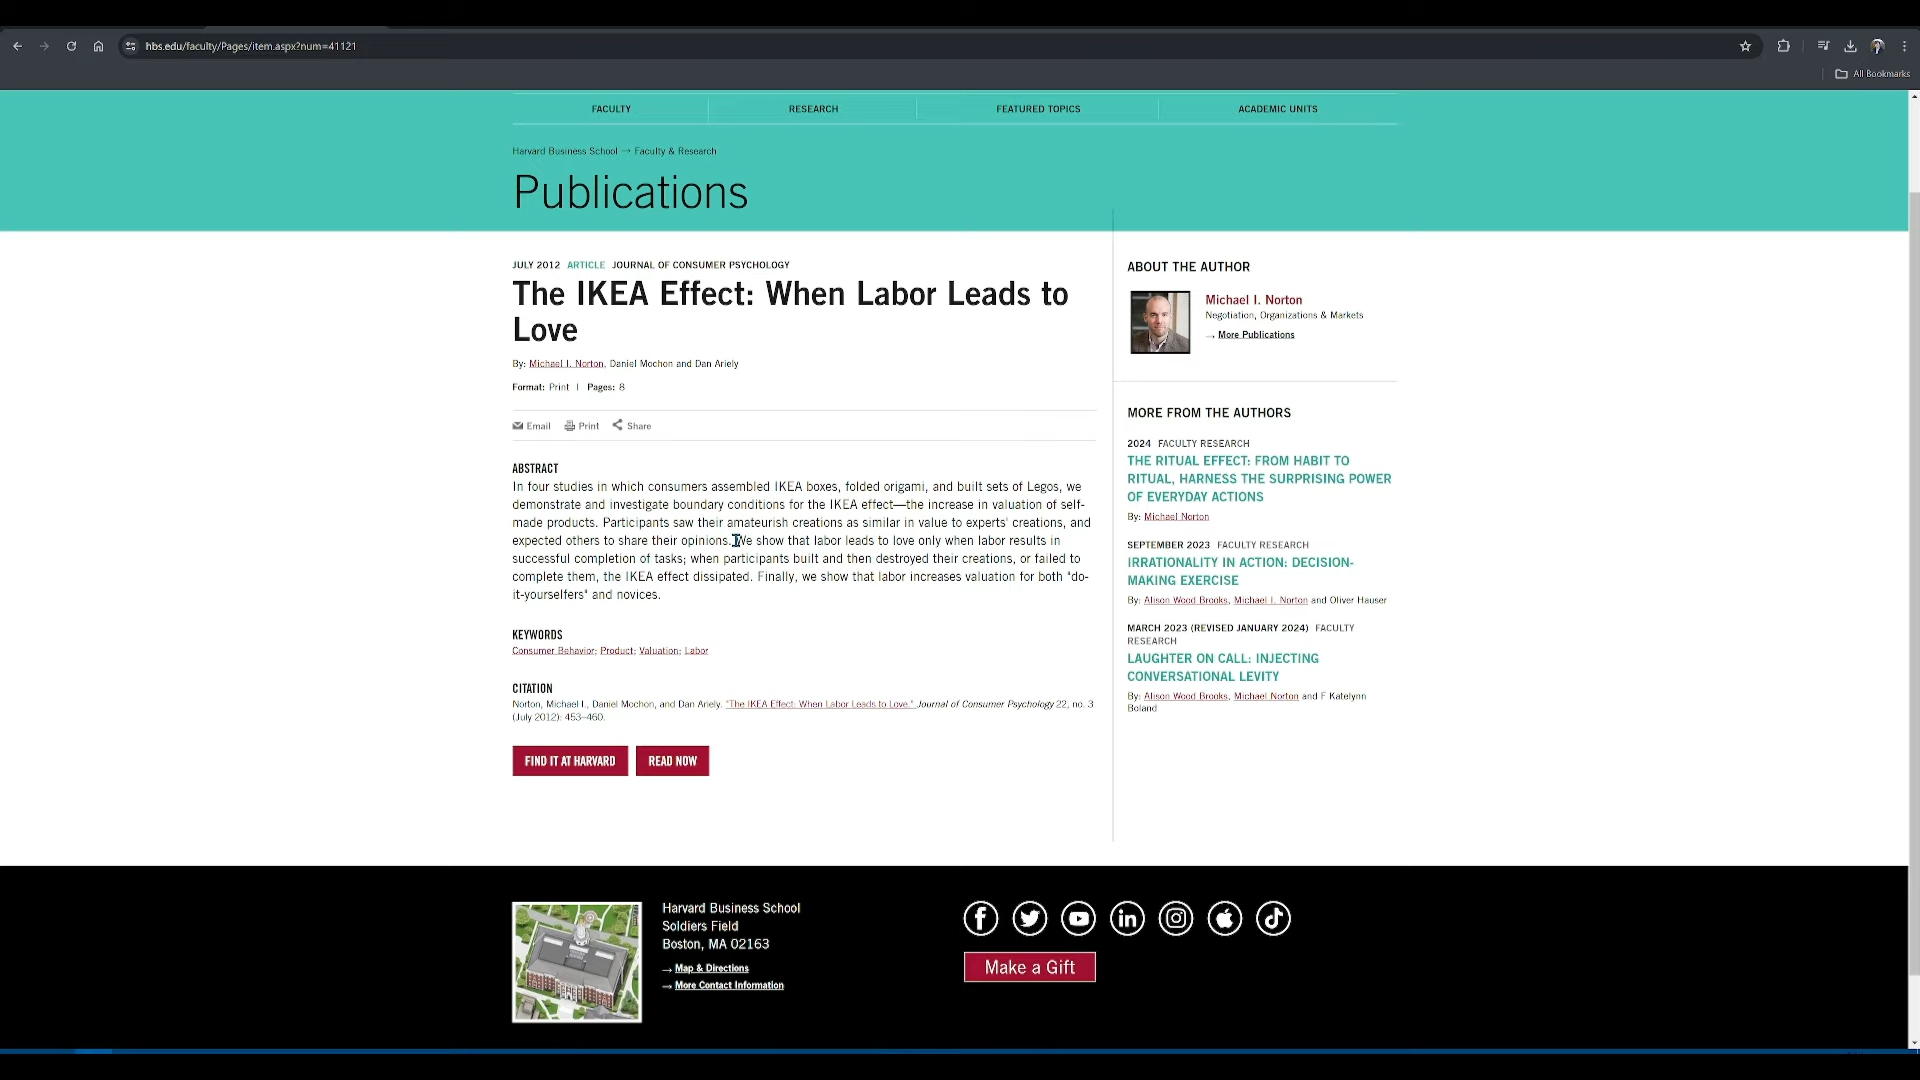 hbs.edu/faculty/Pages/item.aspx?num=41121
All Bookmarks
FACULTY
RESEARCH
FEATURED TOPICS
ACADEMIC UNITS
Harvard Business School → Faculty & Research
Publications
JULY 2012 ARTICLE JOURNAL OF CONSUMER PSYCHOLOGY
The IKEA Effect: When Labor Leads to
Love
By: Michael I. Norton, Daniel Mochon and Dan Ariely
Format: Print | Pages: 8
Email Print Share
ABSTRACT
In four studies in which consumers assembled IKEA boxes, folded origami, and built sets of Legos, we
demonstrate and investigate boundary conditions for the IKEA effect—the increase in valuation of self-
made products. Participants saw their amateurish creations as similar in value to experts' creations, and
expected others to share their opinions. We show that labor leads to love only when labor results in
successful completion of tasks; when participants built and then destroyed their creations, or failed to
complete them, the IKEA effect dissipated. Finally, we show that labor increases valuation for both "do-
it-yourselfers" and novices.
KEYWORDS
Consumer Behavior; Product; Valuation; Labor
CITATION
Norton, Michael I., Daniel Mochon, and Dan Ariely. "The IKEA Effect: When Labor Leads to Love." Journal of Consumer Psychology 22, no. 3
(July 2012): 453–460.
FIND IT AT HARVARD
READ NOW
ABOUT THE AUTHOR
Michael I. Norton
Negotiation, Organizations & Markets
→ More Publications
MORE FROM THE AUTHORS
2024 FACULTY RESEARCH
THE RITUAL EFFECT: FROM HABIT TO
RITUAL, HARNESS THE SURPRISING POWER
OF EVERYDAY ACTIONS
By: Michael Norton
SEPTEMBER 2023 FACULTY RESEARCH
IRRATIONALITY IN ACTION: DECISION-
MAKING EXERCISE
By: Alison Wood Brooks, Michael I. Norton and Oliver Hauser
MARCH 2023 (REVISED JANUARY 2024) FACULTY
RESEARCH
LAUGHTER ON CALL: INJECTING
CONVERSATIONAL LEVITY
By: Alison Wood Brooks, Michael Norton and F Katelynn
Boland
Harvard Business School
Soldiers Field
Boston, MA 02163
→ Map & Directions
→ More Contact Information
Make a Gift